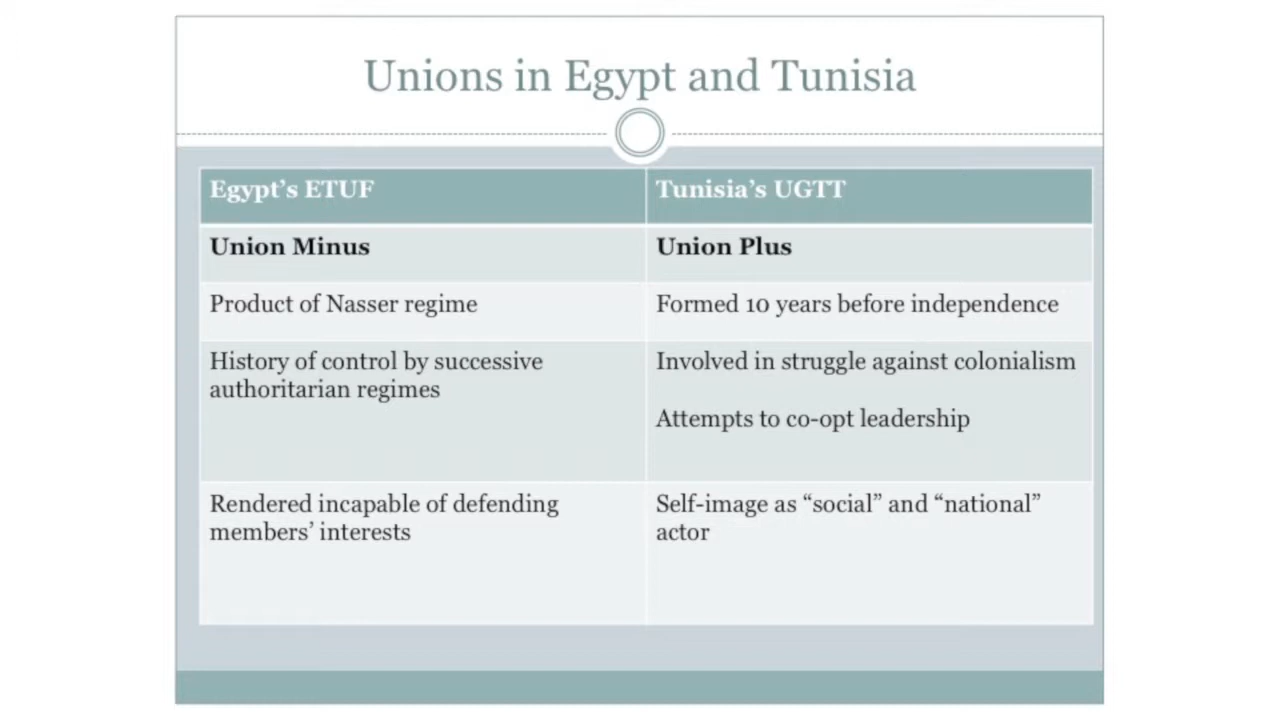 Unions in Egypt and Tunisia
Egypt’s ETUF
Tunisia’s UGTT
Union Minus
Union Plus
Product of Nasser regime
Formed 10 years before independence
History of control by successive
authoritarian regimes
Involved in struggle against colonialism
Attempts to co-opt leadership
Rendered incapable of defending
members’ interests
Self-image as “social” and “national”
actor